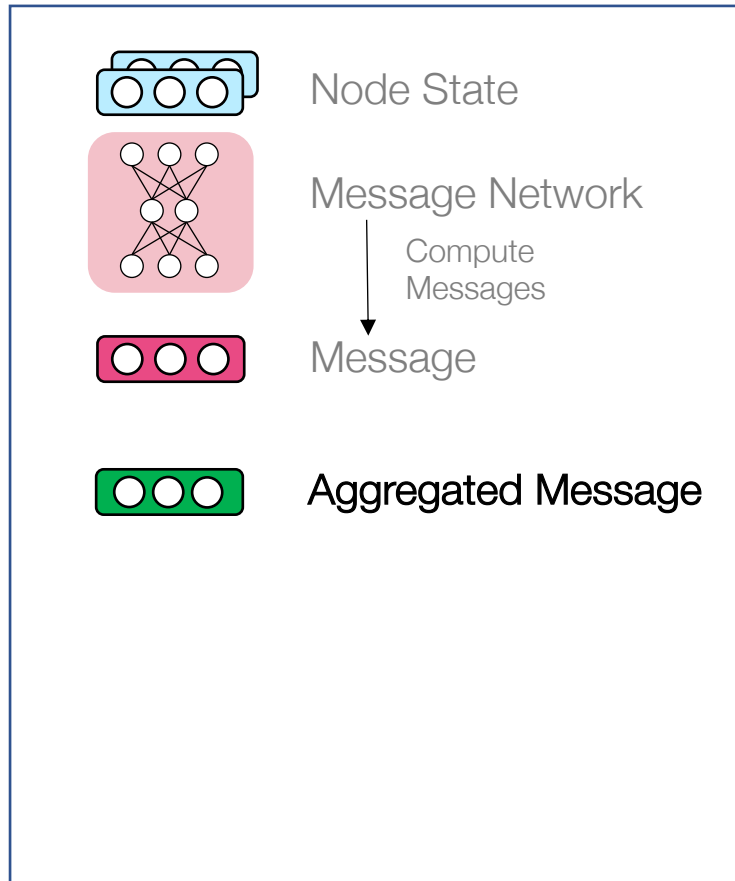 Node State
Message Network
Compute
Messages
Message
Aggregated Message